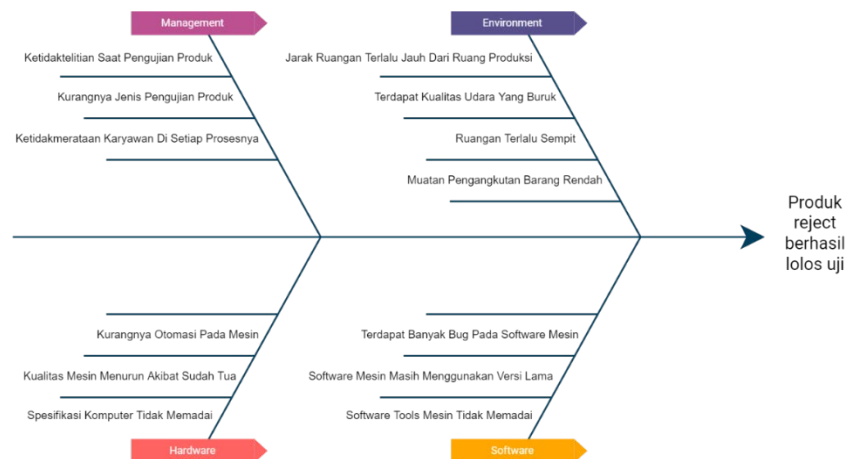 Management
Environment
Ketidaktelitian Saat Pengujian Produk
Jarak Ruangan Terlalu Jauh Dari Ruang Produksi
Kurangnya Jenis Pengujian Produk
Terdapat Kualitas Udara Yang Buruk
Ketidakmerataan Karyawan Di Setiap Prosesnya
Ruangan Terlalu Sempit
Muatan Pengangkutan Barang Rendah
Produk
reject
berhasil
lolos uji
Kurangnya Otomasi Pada Mesin
Terdapat Banyak Bug Pada Software Mesin
Kualitas Mesin Menurun Akibat Sudah Tua
Software Mesin Masih Menggunakan Versi Lama
Spesifikasi Komputer Tidak Memadai
Software Tools Mesin Tidak Memadai
Hardware
Software